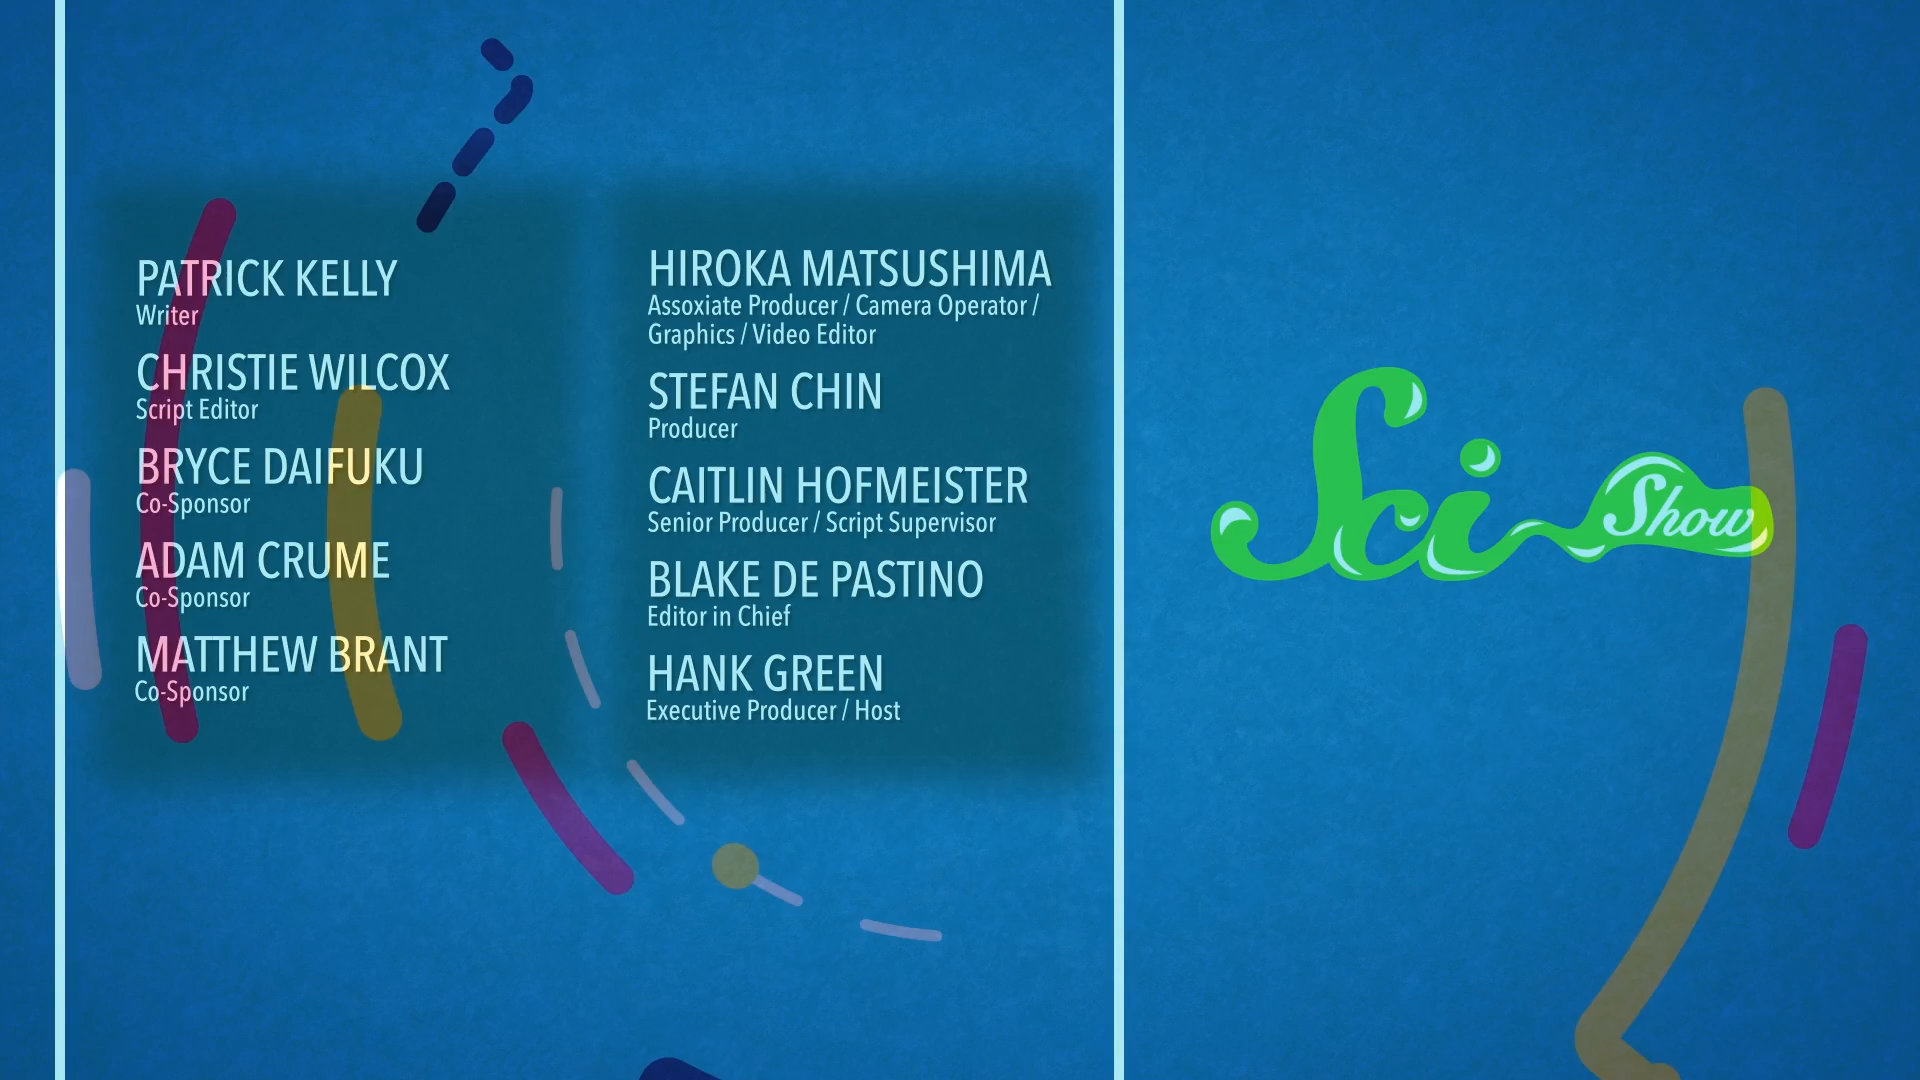 PATRICK KELLY
Writer
CHRISTIE WILCOX
Script Editor
BRYCE DAIFUKU
Co-Sponsor
ADAM CRUME
Co-Sponsor
MATTHEW BRANT
Co-Sponsor
HIROKA MATSUSHIMA
Assoxiate Producer / Camera Operator /
Graphics / Video Editor
STEFAN CHIN
Producer
CAITLIN HOFMEISTER
Senior Producer / Script Supervisor
BLAKE DE PASTINO
Editor in Chief
HANK GREEN
Executive Producer / Host
Sci Show